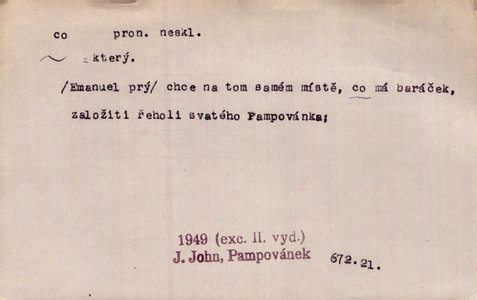 co pron. neskl.
který.
/Emanuel prý/ chce na tom samém místě, co má baráček,
založiti řeholi svatého Pampovánka;
1949 (exc. II. vyd.)
J. John, Pampovánek 672.21.